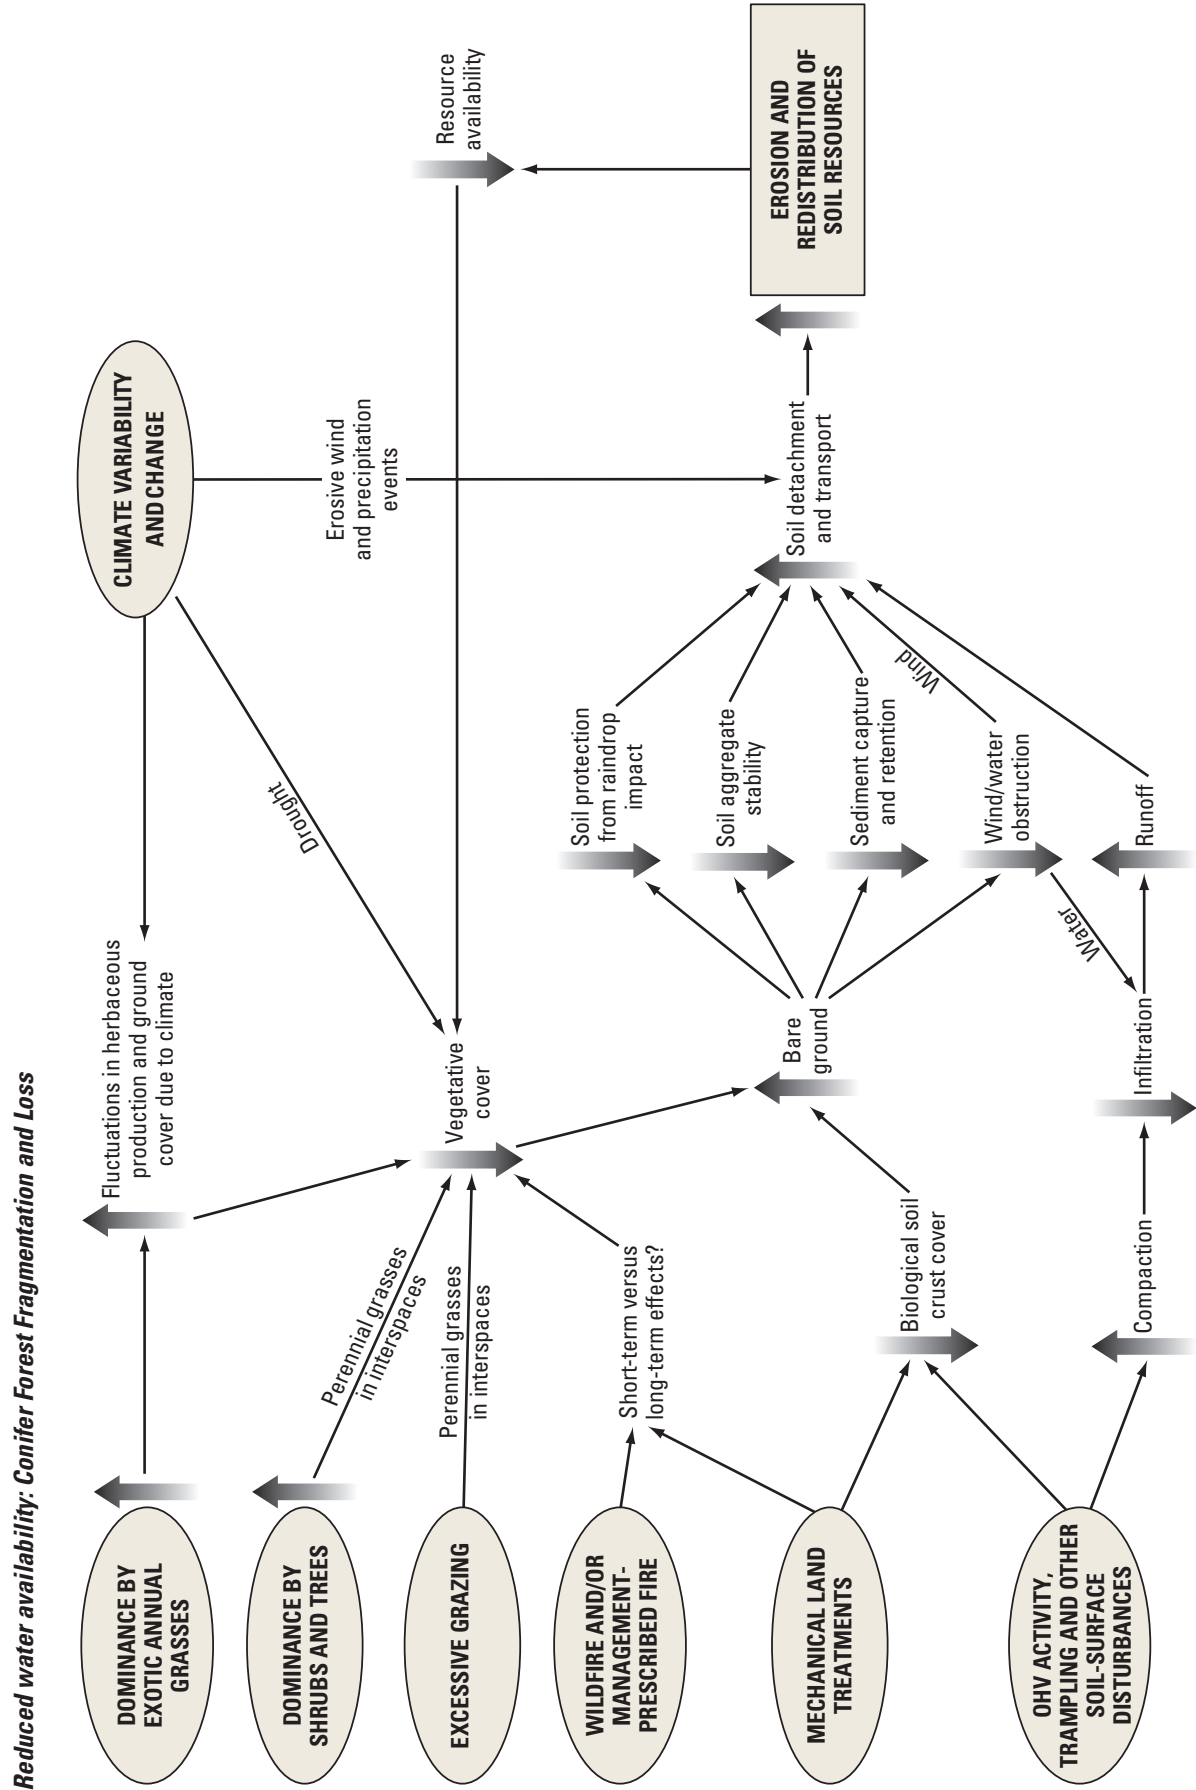 Reduced water availability: Conifer Forest Fragmentation and Loss
DOMINANCE BY
EXOTIC ANNUAL
GRASSES
DOMINANCE BY
SHRUBS AND TREES
EXCESSIVE GRAZING
WILDFIRE AND/OR
MANAGEMENT-
PRESCRIBED FIRE
MECHANICAL LAND
TREATMENTS
OHV ACTIVITY,
TRAMPLING AND OTHER
SOIL-SURFACE
DISTURBANCES
Fluctuations in herbaceous
production and ground
cover due to climate
Perennial grasses
in interspaces
Perennial grasses
in interspaces
Short-term versus
long-term effects?
Biological soil
crust cover
Compaction
Vegetative
cover
Bare
ground
Infiltration
Drought
Water
Soil protection
from raindrop
impact
Soil aggregate
stability
Sediment capture
and retention
Wind/water
obstruction
Runoff
Wind
CLIMATE VARIABILITY
AND CHANGE
Erosive wind
and precipitation
events
Soil detachment
and transport
Resource
availability
EROSION AND
REDISTRIBUTION OF
SOIL RESOURCES